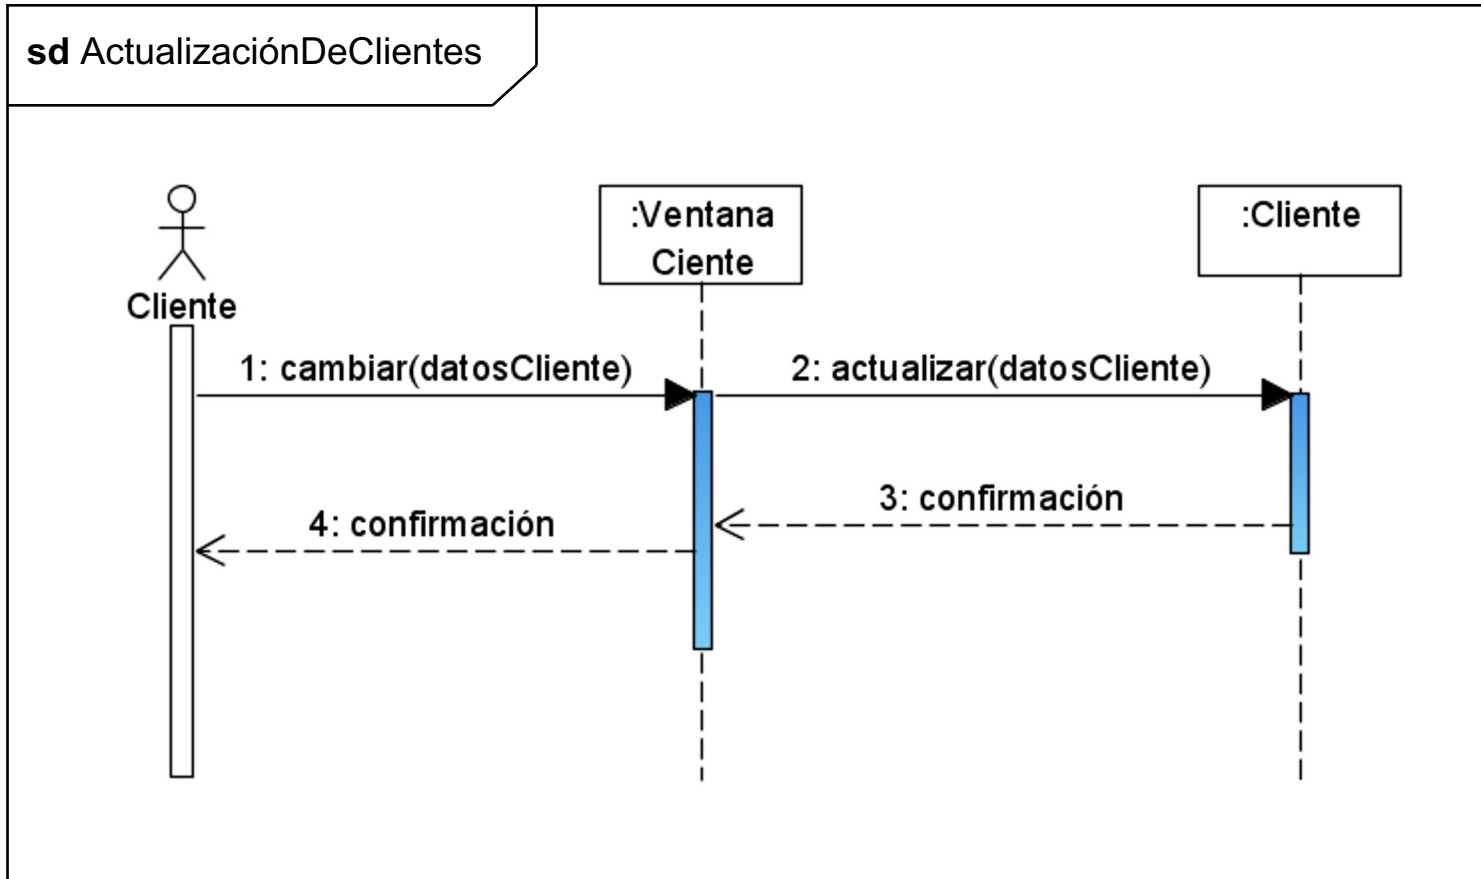 sd ActualizaciónDeClientes
:Ventana
Ciente
:Cliente
Cliente
1: cambiar(datosCliente)
2: actualizar(datosCliente)
3: confirmación
4: confirmación